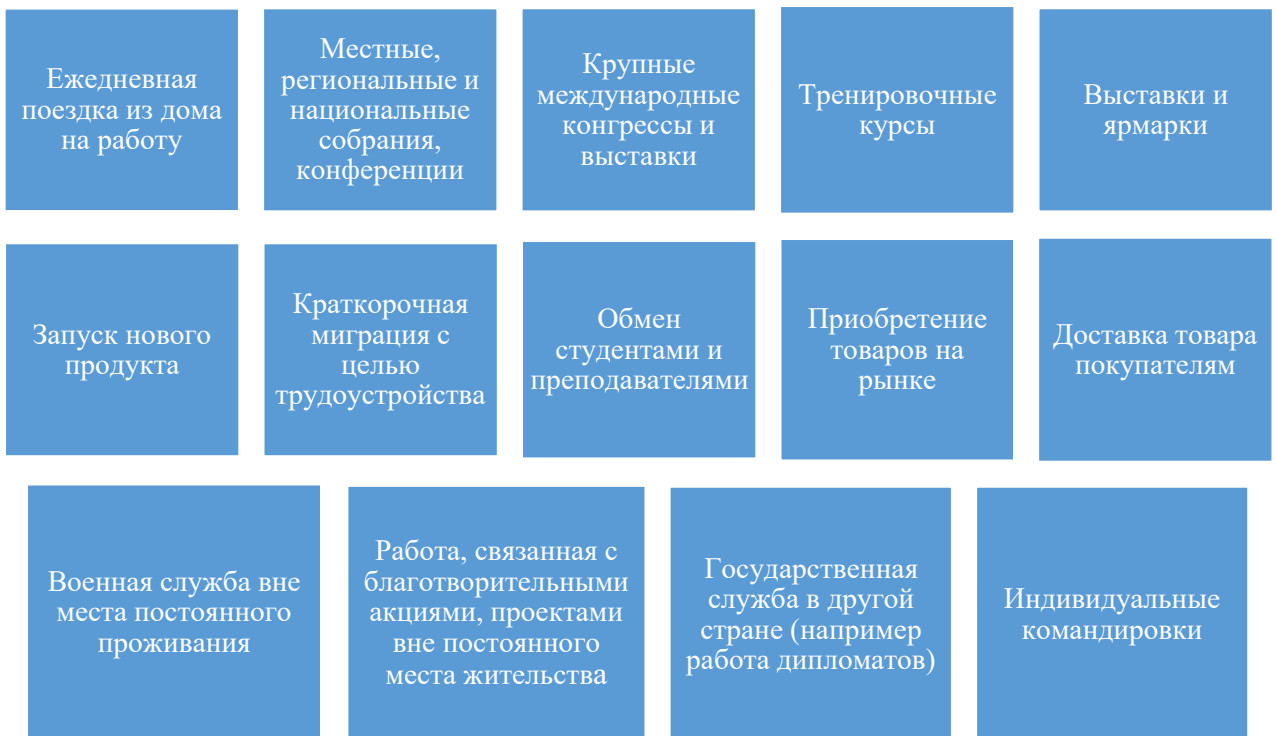 Ежедневная
поездка из дома
на работу
Местные,
региональные и
национальные
собрания,
конференции
Крупные
международные
конгрессы и
выставки
Тренировочные
курсы
Выставки и
ярмарки
Запуск нового
продукта
Краткорочная
миграция с
целью
трудоустройства
Обмен
студентами и
преподавателями
Приобретение
товаров на
рынке
Доставка товара
покупателям
Военная служба вне
места постоянного
проживания
Работа, связанная с
благотворительными
акциями, проектами
вне постоянного
места жительства
Государственная
служба в другой
стране (например
работа дипломатов)
Индивидуальные
командировки